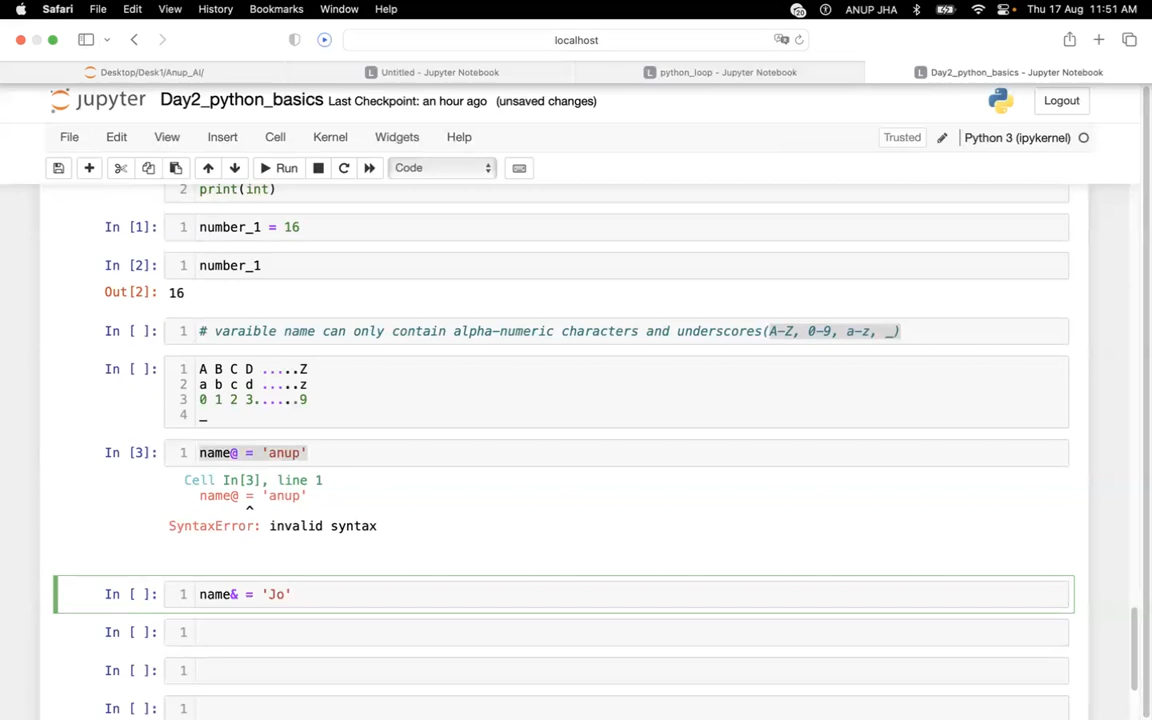 Safari File Edit View History Bookmarks Window Help 20 ANUP JHA Thu 17 Aug 11:51 AM
localhost
Desktop/Desk1/Anup_AI/ L Untitled - Jupyter Notebook L python_loop - Jupyter Notebook L Day2_python_basics - Jupyter Notebook
jupyter Day2_python_basics Last Checkpoint: an hour ago (unsaved changes) Logout
File Edit View Insert Cell Kernel Widgets Help Trusted Python 3 (ipykernel)
Run Code
2 print(int)
In [1]: 1 number_1 = 16
In [2]: 1 number_1
Out[2]: 16
In [ ]: 1 # varaible name can only contain alpha-numeric characters and underscores(A-Z, 0-9, a-z, _)
In [ ]: 1 A B C D .....Z
2 a b c d .....z
3 0 1 2 3......9
4 _
In [3]: 1 name@ = 'anup'
Cell In[3], line 1
name@ = 'anup'
^
SyntaxError: invalid syntax
In [ ]: 1 name& = 'Jo'
In [ ]: 1
In [ ]: 1
In [ ]: 1